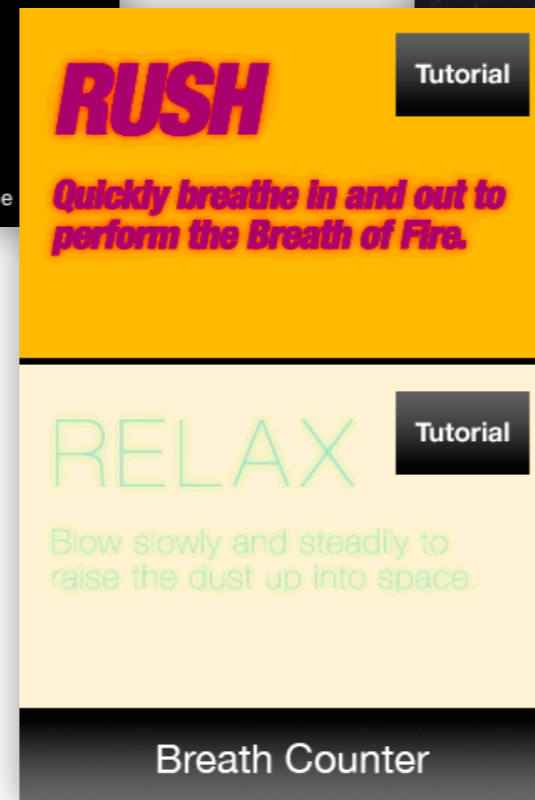 RUSH
Tutorial
Quickly breathe in and out to
perform the Breath of Fire.
RELAX
Tutorial
Blow slowly and steadily to
raise the dust up into space.
Breath Counter